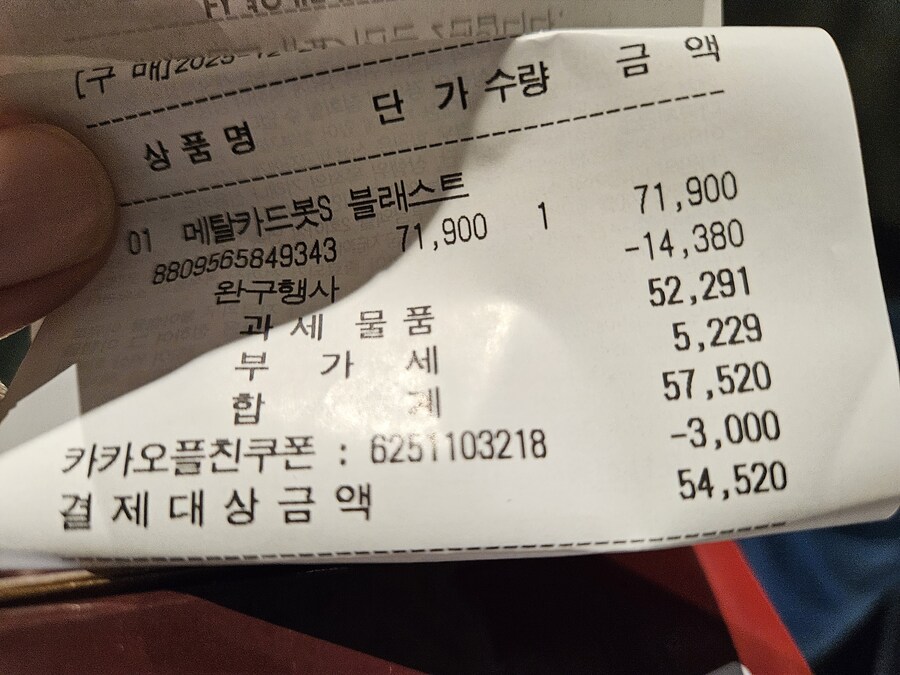 [구 매]2025-12
상 품 명 단 가 수량 금 액
01 메탈카드봇S 블래스트
8809565849343 71,900 1 71,900
완구행사 -14,380
과 세 물 품 52,291
부 가 세 5,229
합 계 57,520
카카오플친쿠폰 : 6251103218 -3,000
결 제 대 상 금 액 54,520